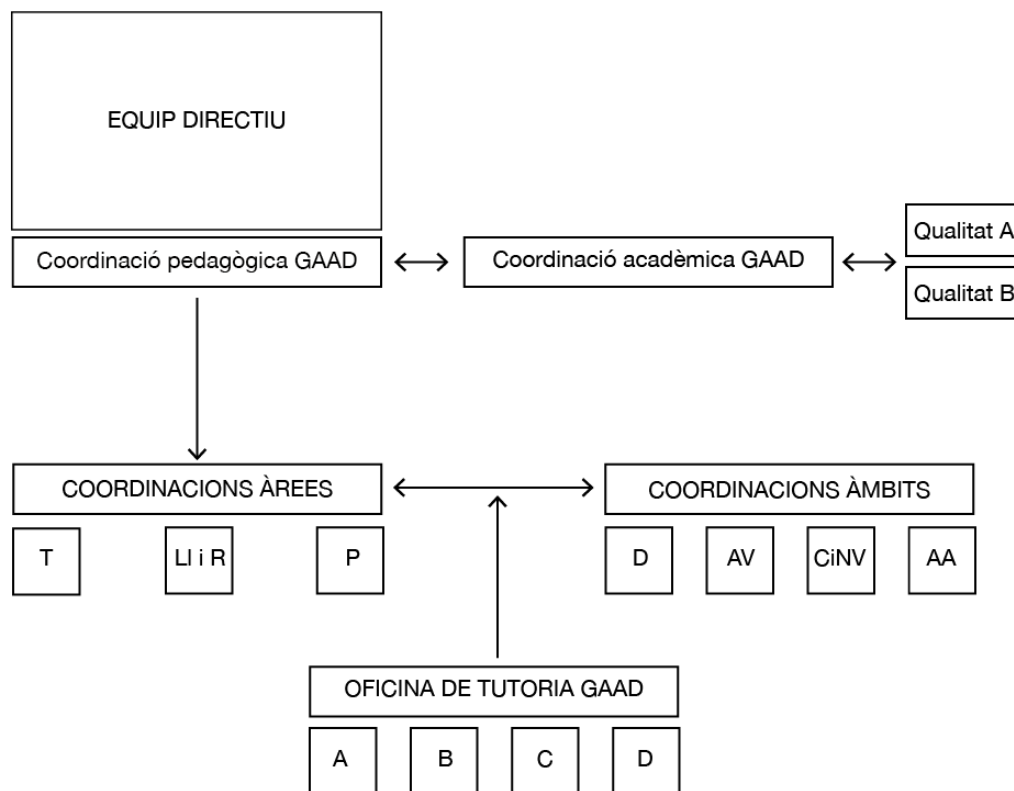 EQUIP DIRECTIU
Coordinació pedagògica GAAD
Coordinació acadèmica GAAD
Qualitat A
Qualitat B
COORDINACIONS ÀREES
COORDINACIONS ÀMBITS
T
Ll i R
P
D
AV
CiNV
AA
OFICINA DE TUTORIA GAAD
A
B
C
D